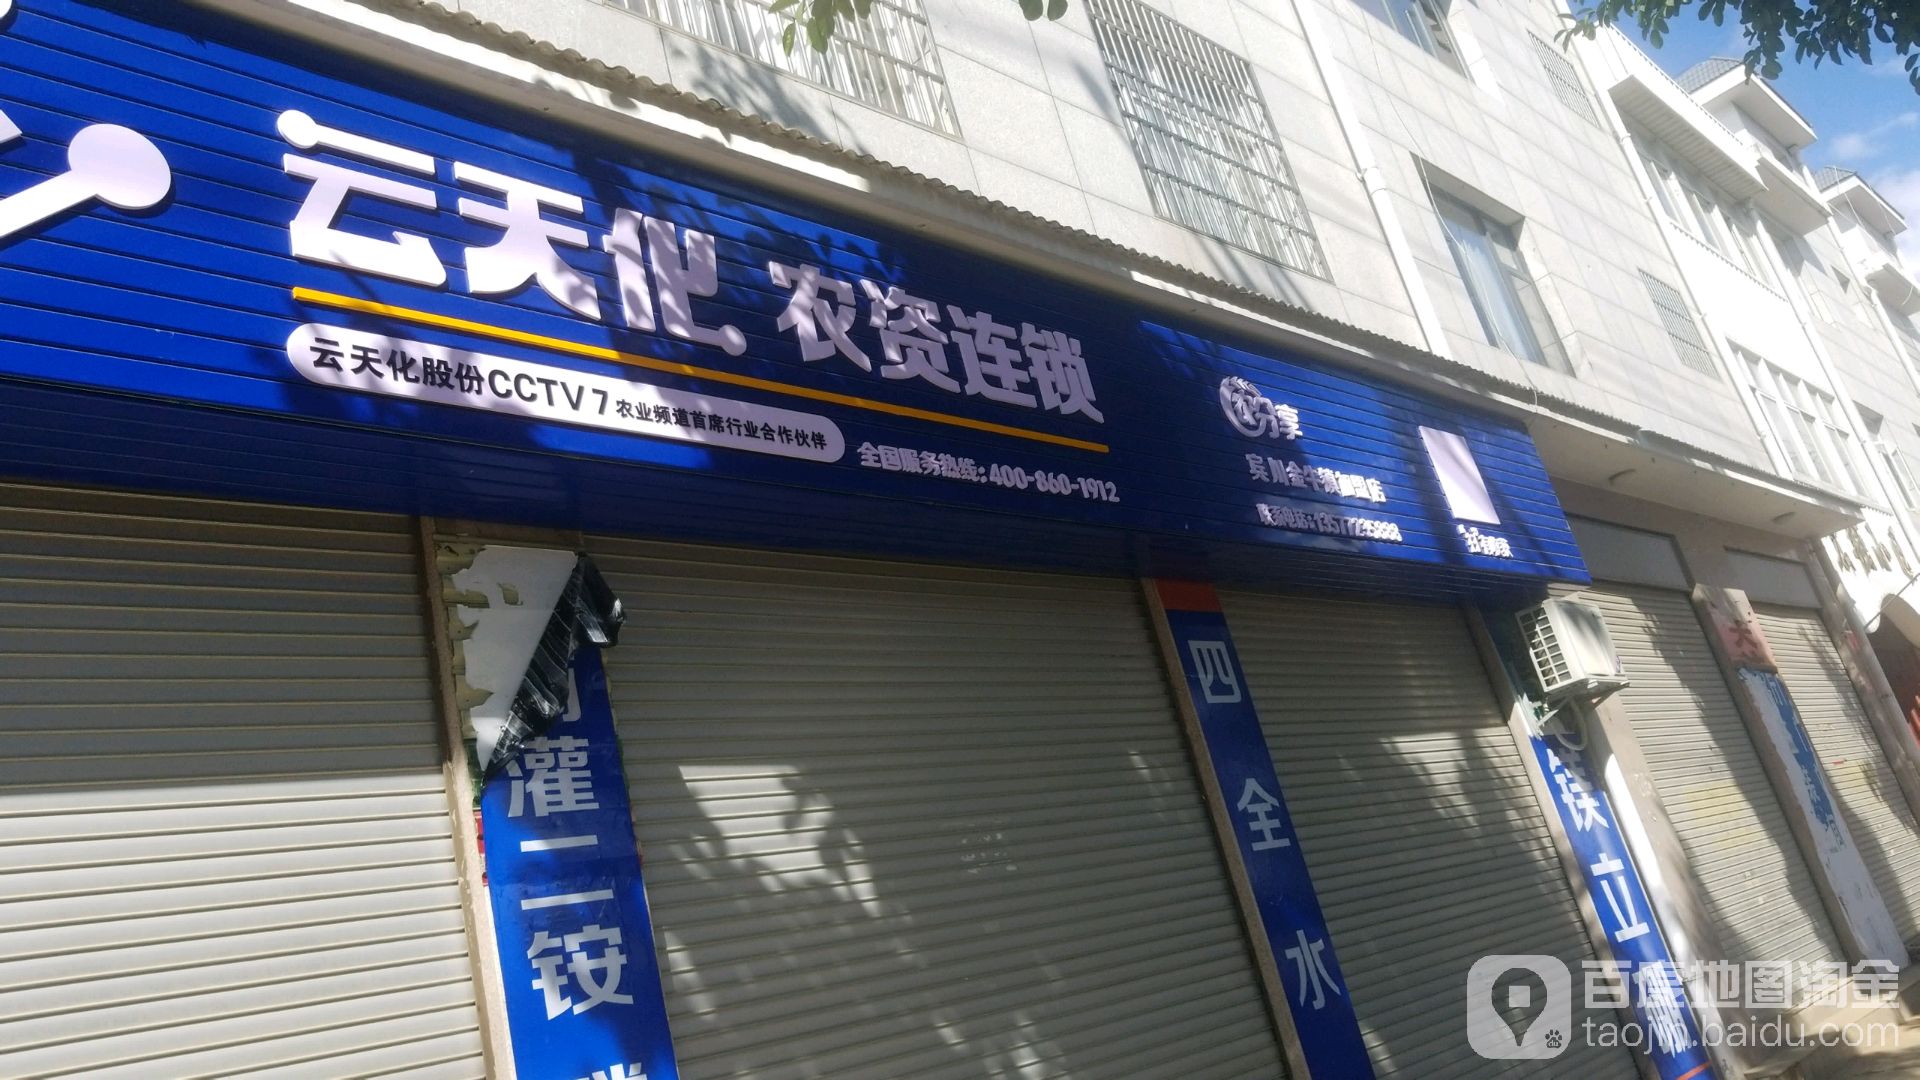 云天化 农资连锁
云天化股份CCTV7农业频道首席行业合作伙伴
全国服务热线:400-860-1912
农分享
宾川金牛镇加盟店
灌二铵
四全水
镁立硼
百度地图淘金
taojin.baidu.com